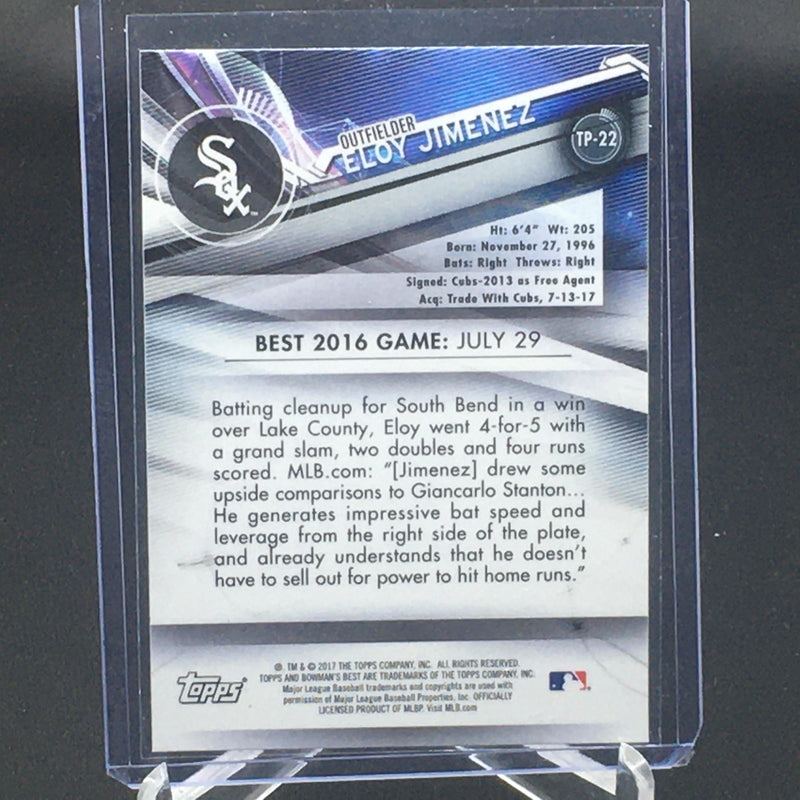 Sox
OUTFIELDER
ELOY JIMENEZ
TP-22
Ht: 6'4" Wt: 205
Born: November 27, 1996
Bats: Right Throws: Right
Signed: Cubs-2013 as Free Agent
Acq: Trade With Cubs, 7-13-17
BEST 2016 GAME: JULY 29
Batting cleanup for South Bend in a win
over Lake County, Eloy went 4-for-5 with
a grand slam, two doubles and four runs
scored. MLB.com: "[Jimenez] drew some
upside comparisons to Giancarlo Stanton...
He generates impressive bat speed and
leverage from the right side of the plate,
and already understands that he doesn't
have to sell out for power to hit home runs."
®, TM & © 2017 THE TOPPS COMPANY, INC. ALL RIGHTS RESERVED.
TOPPS AND BOWMAN'S BEST ARE TRADEMARKS OF THE TOPPS COMPANY, INC.
Major League Baseball trademarks and copyrights are used with
permission of Major League Baseball Properties, Inc. OFFICIALLY
LICENSED PRODUCT OF MLBP. Visit MLB.com
Topps